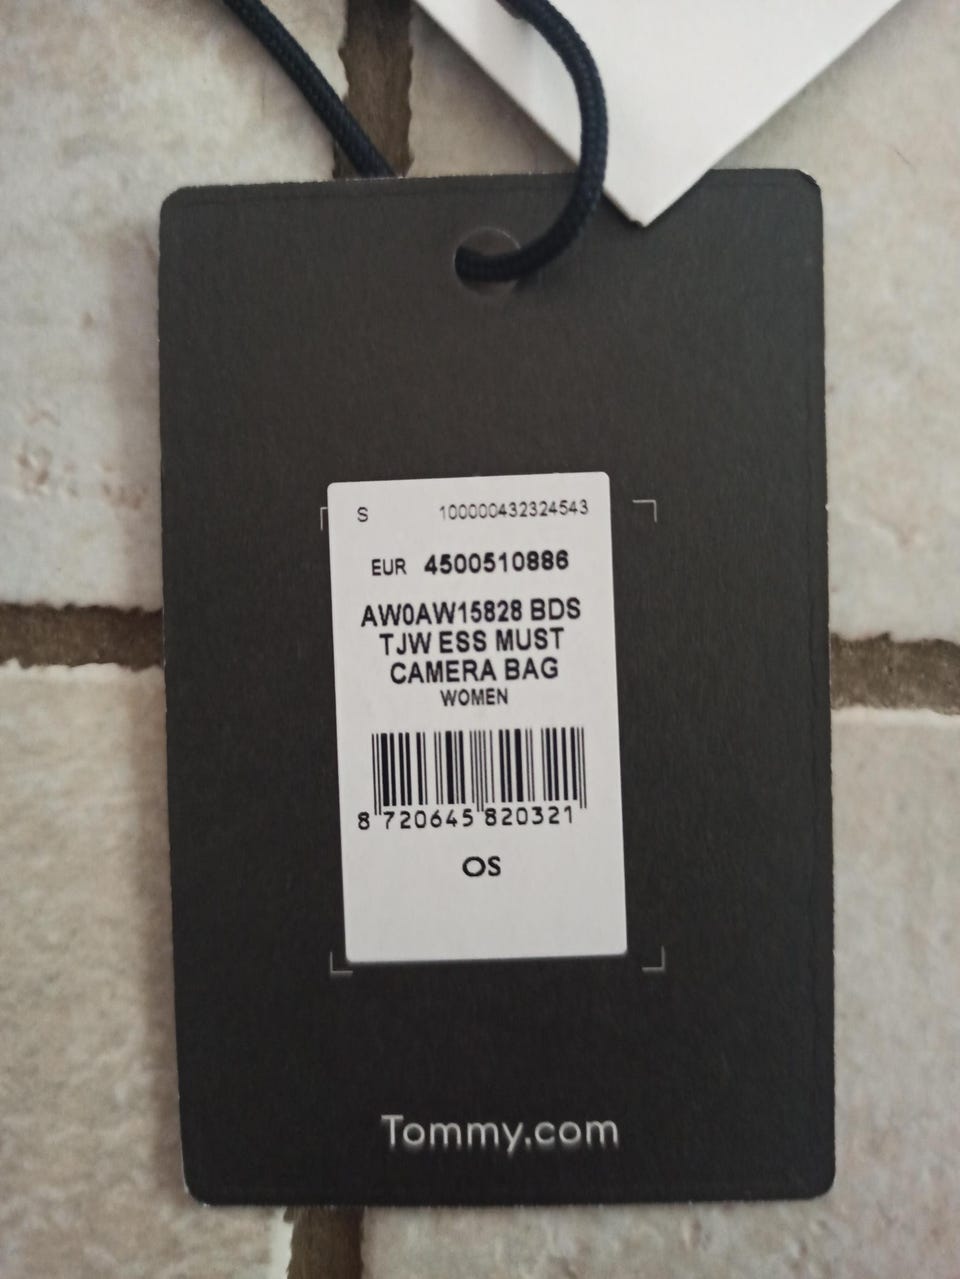 S 100000432324543
EUR 4500510886
AW0AW15828 BDS
TJW ESS MUST
CAMERA BAG
WOMEN
8 720645 820321
OS
Tommy.com